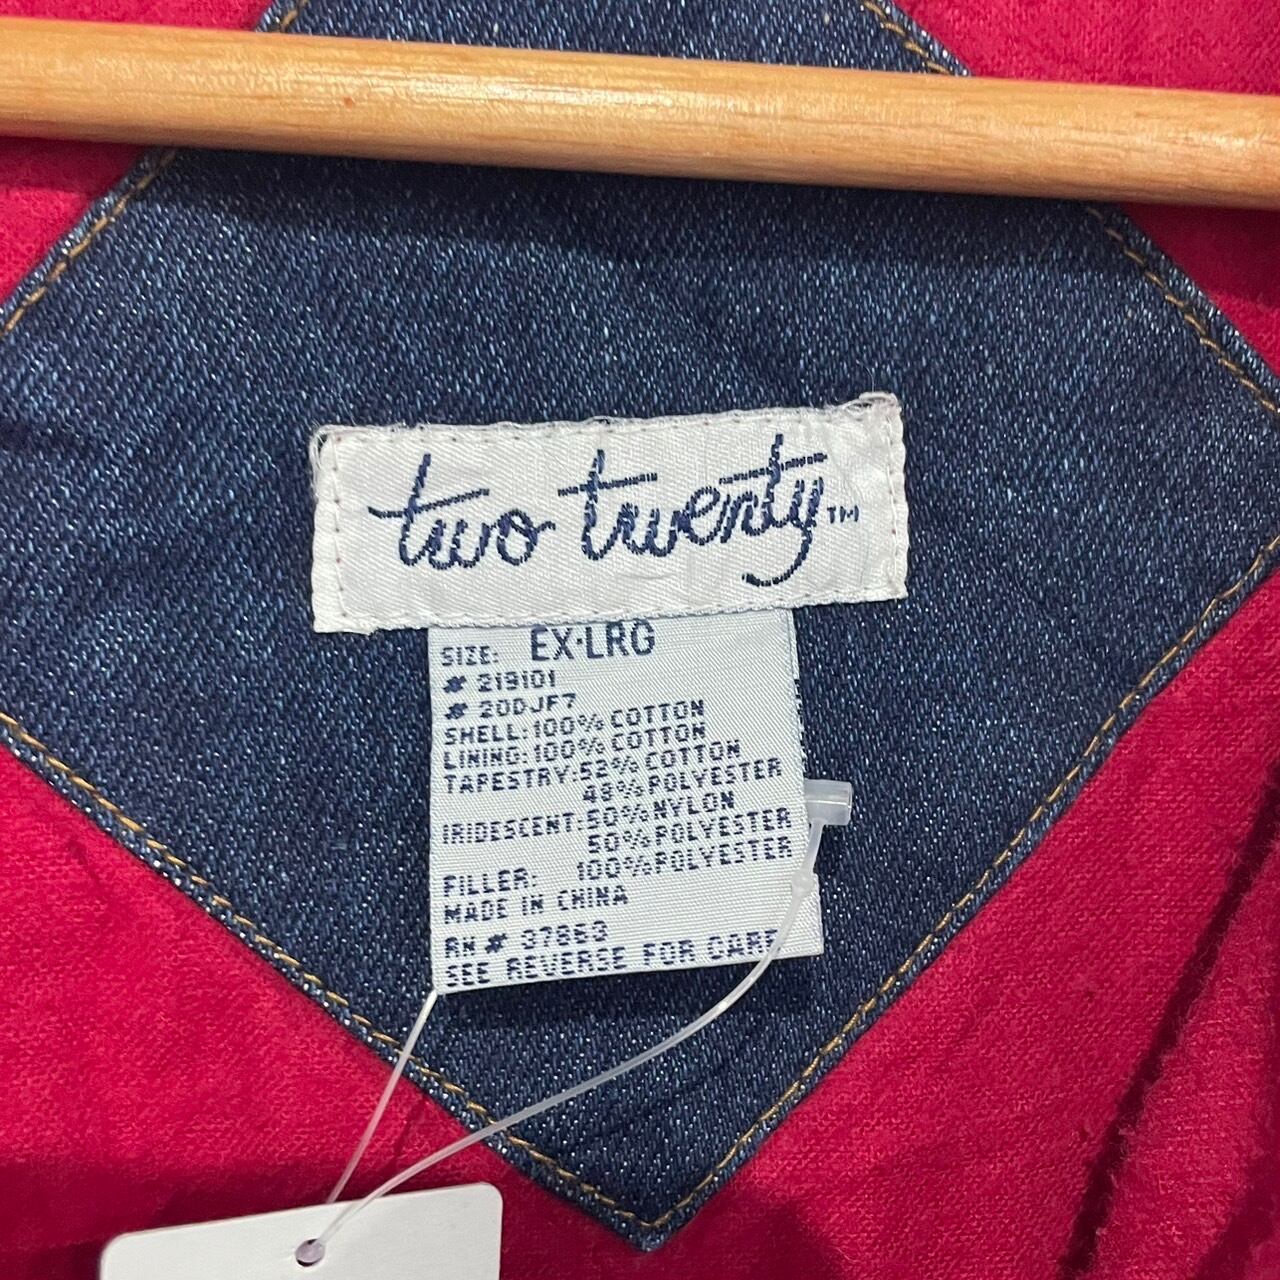 two twenty™
SIZE: EX·LRG
# 219101
# 20DJF7
SHELL:100% COTTON
LINING:100% COTTON
TAPESTRY:52% COTTON
48% POLYESTER
IRIDESCENT:50% NYLON
50% POLYESTER
FILLER: 100% POLYESTER
MADE IN CHINA
RN# 37863
SEE REVERSE FOR CARE